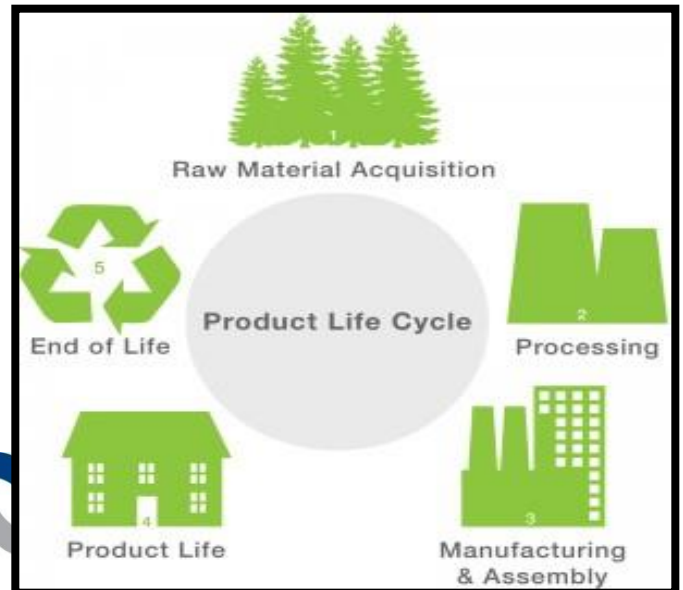 1
Raw Material Acquisition
2
Processing
3
Manufacturing
& Assembly
4
Product Life
5
End of Life
Product Life Cycle